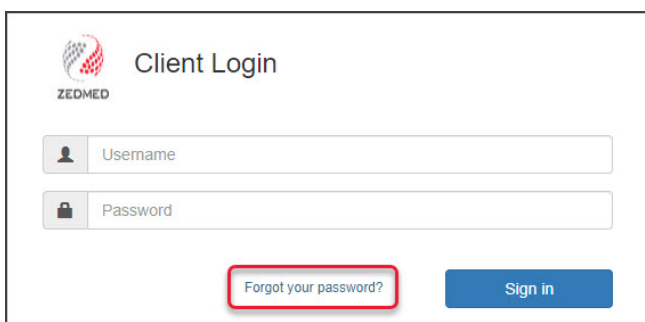 Client Login
ZEDMED
Username
Password
Forgot your password?
Sign in